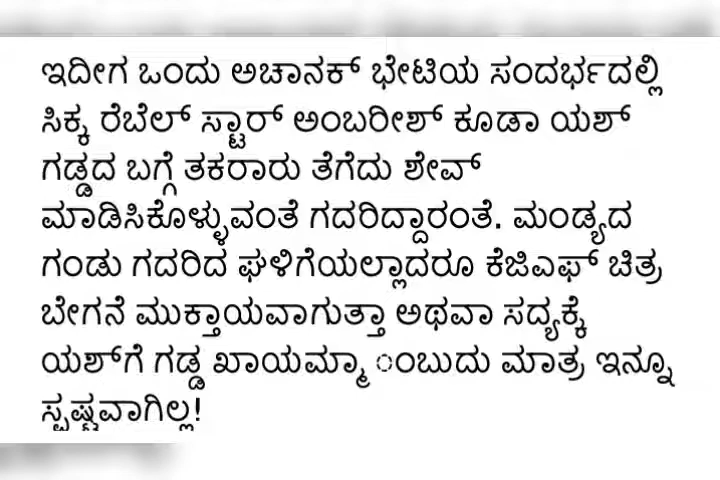 ಇದೀಗ ಒಂದು ಅಚಾನಕ್ ಭೇಟಿಯ ಸಂದರ್ಭದಲ್ಲಿ
ಸಿಕ್ಕ ರೆಬೆಲ್ ಸ್ಟಾರ್ ಅಂಬರೀಶ್ ಕೂಡಾ ಯಶ್
ಗಡ್ಡದ ಬಗ್ಗೆ ತಕರಾರು ತೆಗೆದು ಶೇವ್
ಮಾಡಿಸಿಕೊಳ್ಳುವಂತೆ ಗದರಿದ್ದಾರಂತೆ. ಮಂಡ್ಯದ
ಗಂಡು ಗದರಿದ ಘಳಿಗೆಯಲ್ಲಾದರೂ ಕೆಜಿಎಫ್ ಚಿತ್ರ
ಬೇಗನೆ ಮುಕ್ತಾಯವಾಗುತ್ತಾ ಅಥವಾ ಸದ್ಯಕ್ಕೆ
ಯಶ್‌ಗೆ ಗಡ್ಡ ಖಾಯಮ್ಮಾ ಂಬುದು ಮಾತ್ರ ಇನ್ನೂ
ಸ್ಪಷ್ಟವಾಗಿಲ್ಲ!